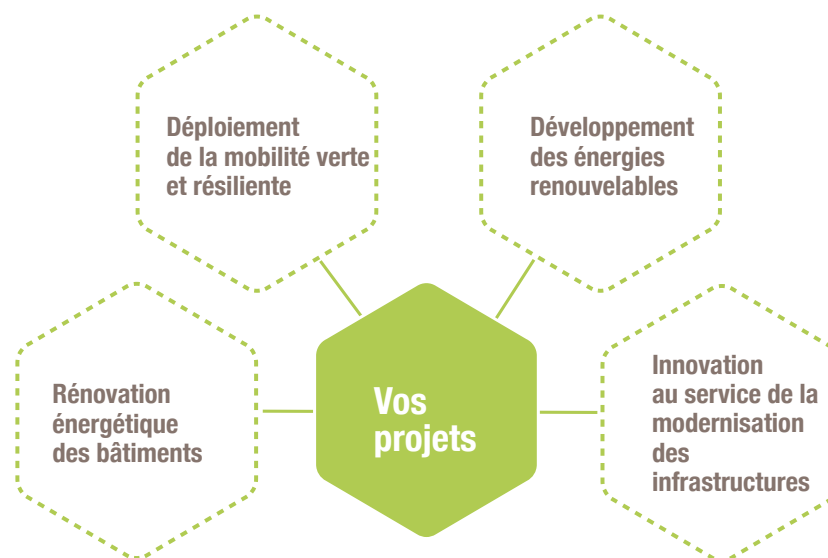 Déploiement
de la mobilité verte
et résiliente
Développement
des énergies
renouvelables
Rénovation
énergétique
des bâtiments
Vos
projets
Innovation
au service de la
modernisation
des
infrastructures